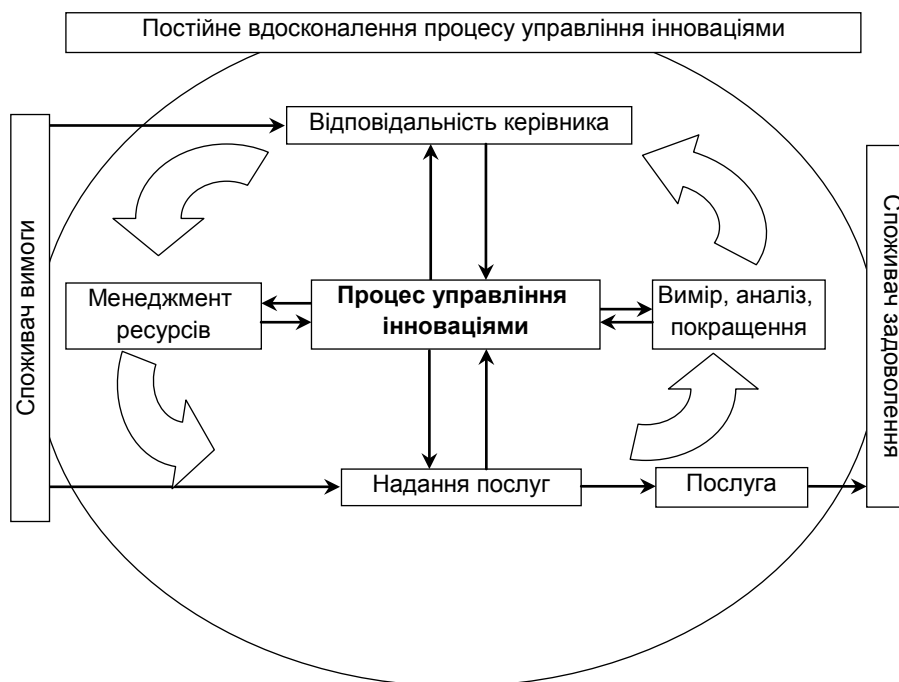 Постійне вдосконалення процесу управління інноваціями
Споживач вимоги
Відповідальність керівника
Менеджмент
ресурсів
Процес управління
інноваціями
Вимір, аналіз,
покращення
Надання послуг
Послуга
Споживач задоволення